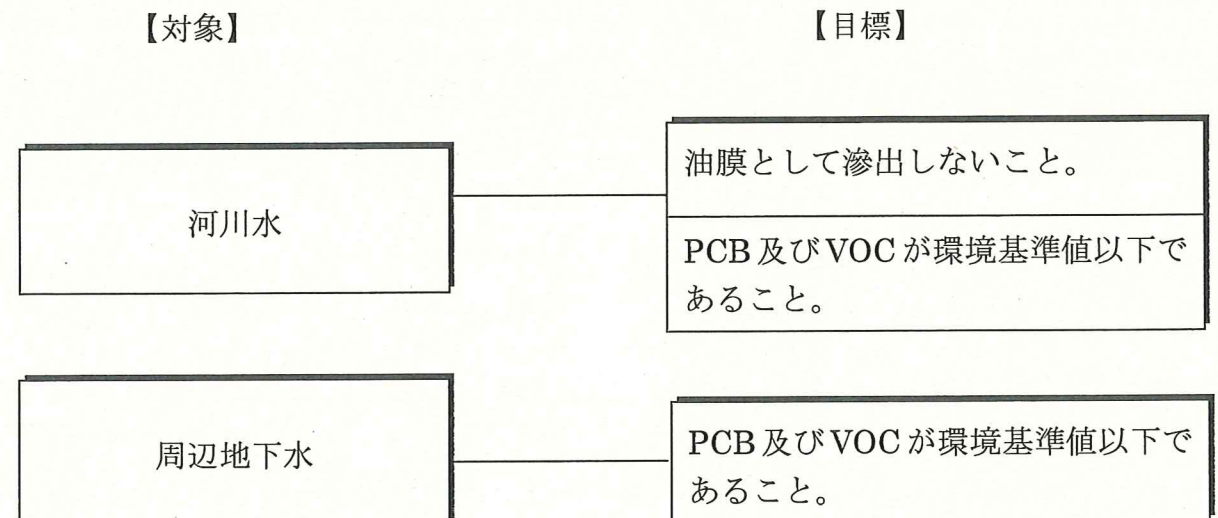 【対象】
【目標】
河川水
油膜として滲出しないこと。
PCB及びVOCが環境基準値以下で
あること。
周辺地下水
PCB及びVOCが環境基準値以下で
あること。